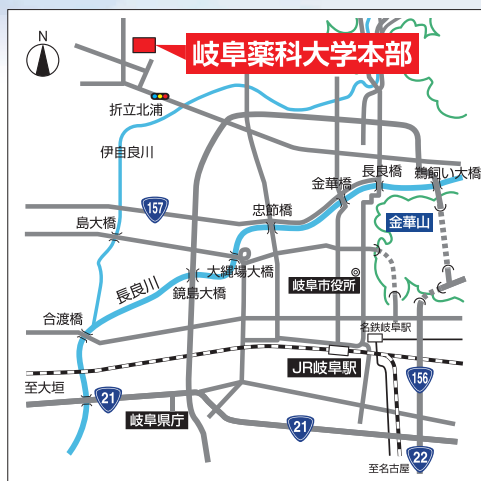 N
岐阜薬科大学本部
折立北浦
伊自良川
長良橋
鵜飼い大橋
金華橋
157
忠節橋
金華山
島大橋
大縄場大橋
長良川
鏡島大橋
岐阜市役所
合渡橋
名鉄岐阜駅
JR岐阜駅
至大垣
21
156
岐阜県庁
21
22
至名古屋